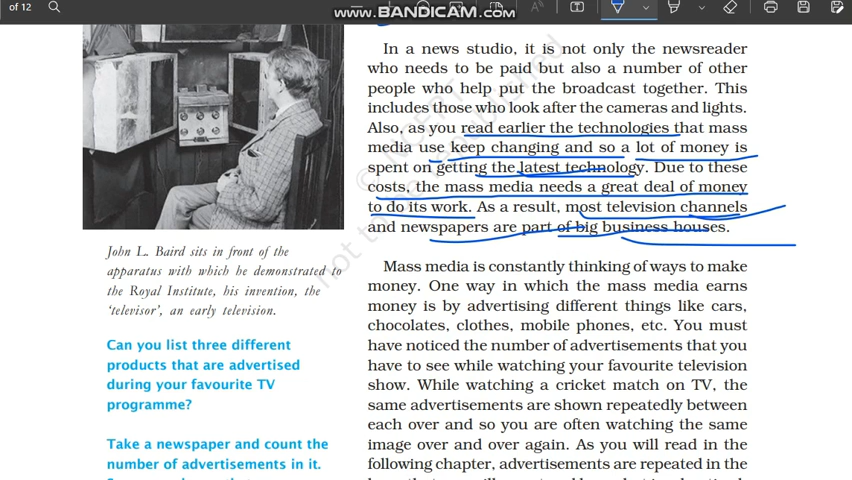 of 12
www.BANDICAM.com
In a news studio, it is not only the newsreader
who needs to be paid but also a number of other
people who help put the broadcast together. This
includes those who look after the cameras and lights.
Also, as you read earlier the technologies that mass
media use keep changing and so a lot of money is
spent on getting the latest technology. Due to these
costs, the mass media needs a great deal of money
to do its work. As a result, most television channels
and newspapers are part of big business houses.
John L. Baird sits in front of the
apparatus with which he demonstrated to
the Royal Institute, his invention, the
‘televisor’, an early television.
Can you list three different
products that are advertised
during your favourite TV
programme?
Take a newspaper and count the
number of advertisements in it.
Mass media is constantly thinking of ways to make
money. One way in which the mass media earns
money is by advertising different things like cars,
chocolates, clothes, mobile phones, etc. You must
have noticed the number of advertisements that you
have to see while watching your favourite television
show. While watching a cricket match on TV, the
same advertisements are shown repeatedly between
each over and so you are often watching the same
image over and over again. As you will read in the
following chapter, advertisements are repeated in the
© NCERT
not to be republished